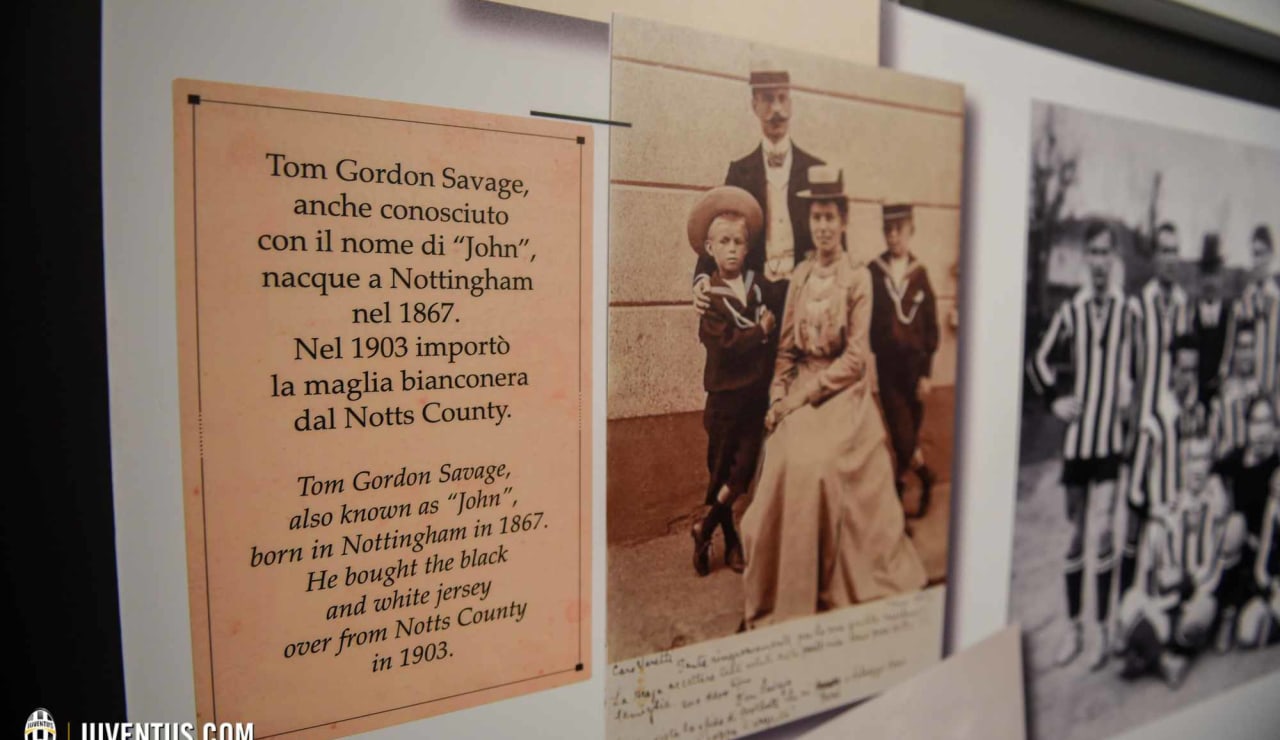 Tom Gordon Savage,
anche conosciuto
con il nome di “John”,
nacque a Nottingham
nel 1867.
Nel 1903 importò
la maglia bianconera
dal Notts County.
Tom Gordon Savage,
also known as “John”,
born in Nottingham in 1867.
He bought the black
and white jersey
over from Notts County
in 1903.
JUVENTUS.COM